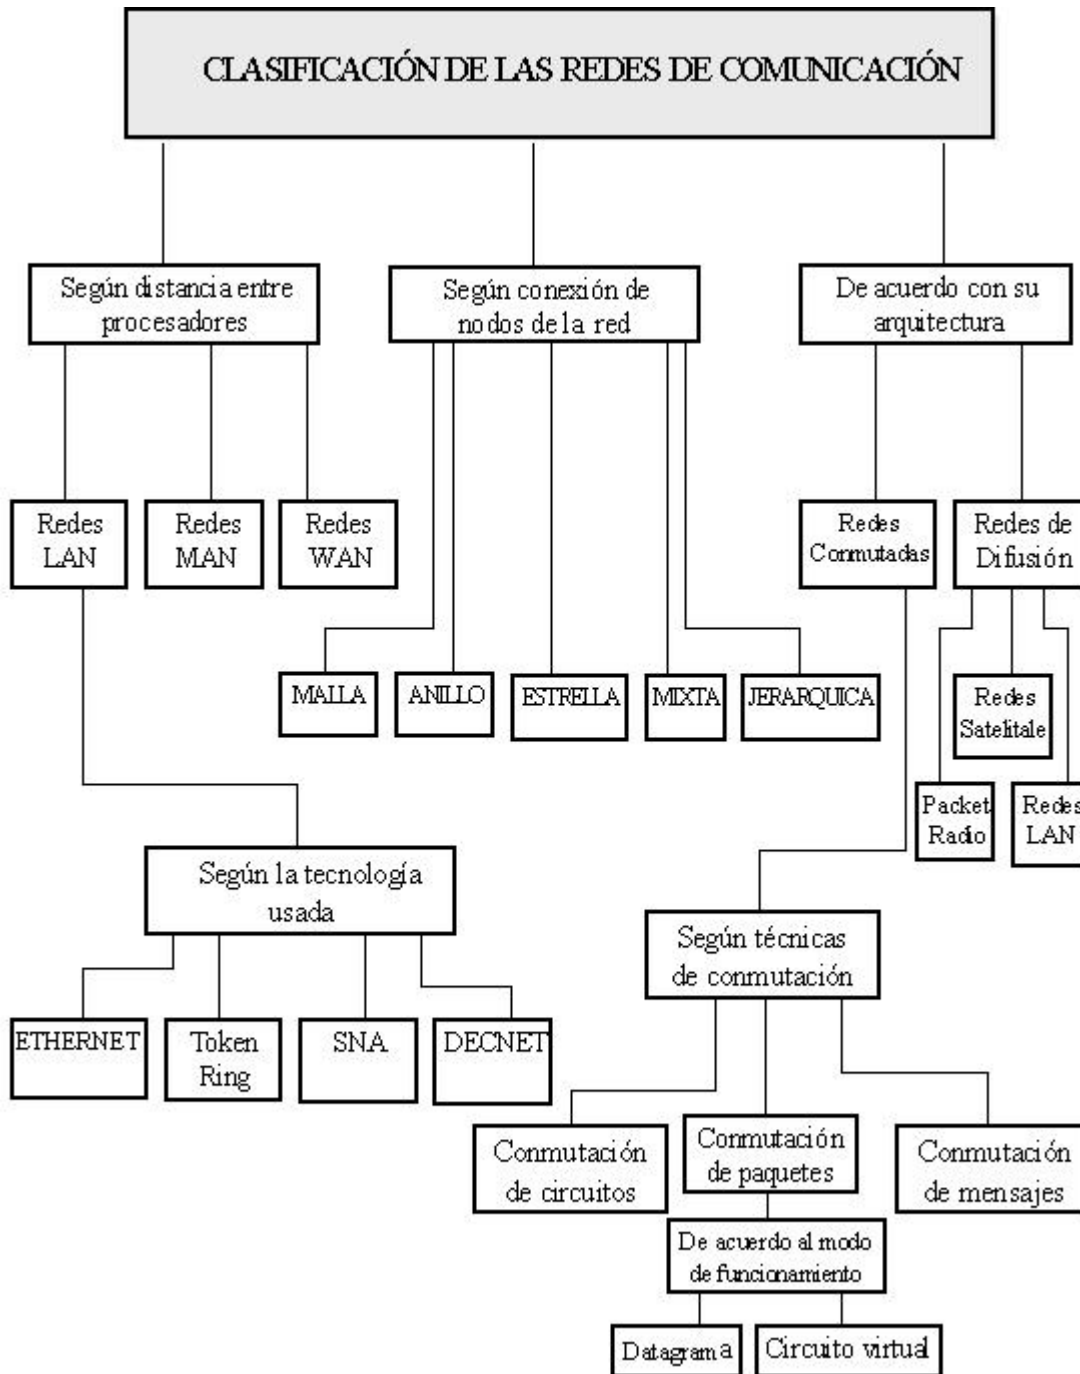 CLASIFICACIÓN DE LAS REDES DE COMUNICACIÓN
Según distancia entre
procesadores
Según conexión de
nodos de la red
De acuerdo con su
arquitectura
Redes
LAN
Redes
MAN
Redes
WAN
Redes
Conmutadas
Redes de
Difusión
MALLA
ANILLO
ESTRELLA
MIXTA
JERARQUICA
Redes
Satelitale
Packet
Radio
Redes
LAN
Según la tecnología
usada
Según técnicas
de conmutación
ETHERNET
Token
Ring
SNA
DECNET
Conmutación
de circuitos
Conmutación
de paquetes
Conmutación
de mensajes
De acuerdo al modo
de funcionamiento
Datagrama
Circuito virtual